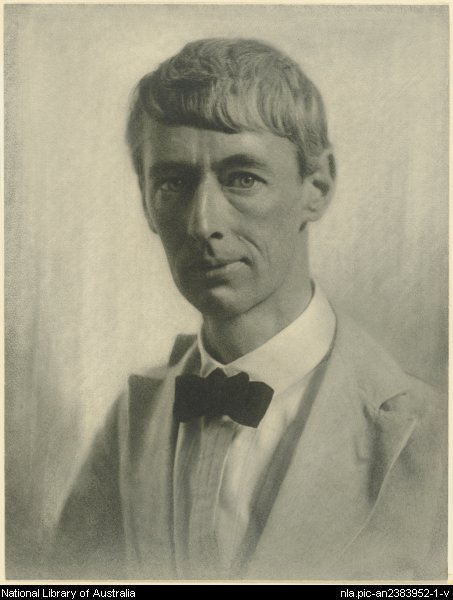 National Library of Australia
nla.pic-an2383952-1-v